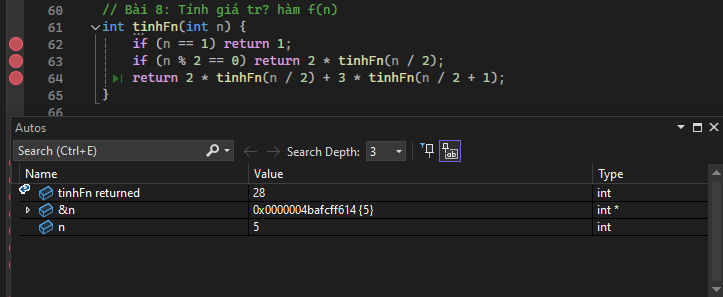 60 // Bài 8: Tính giá tr? hàm f(n)
61 int tinhFn(int n) {
62 if (n == 1) return 1;
63 if (n % 2 == 0) return 2 * tinhFn(n / 2);
64 return 2 * tinhFn(n / 2) + 3 * tinhFn(n / 2 + 1);
65 }
66
Autos
Search (Ctrl+E) Search Depth: 3 ab
Name Value Type
tinhFn returned 28 int
&n 0x0000004bafcff614 {5} int *
n 5 int